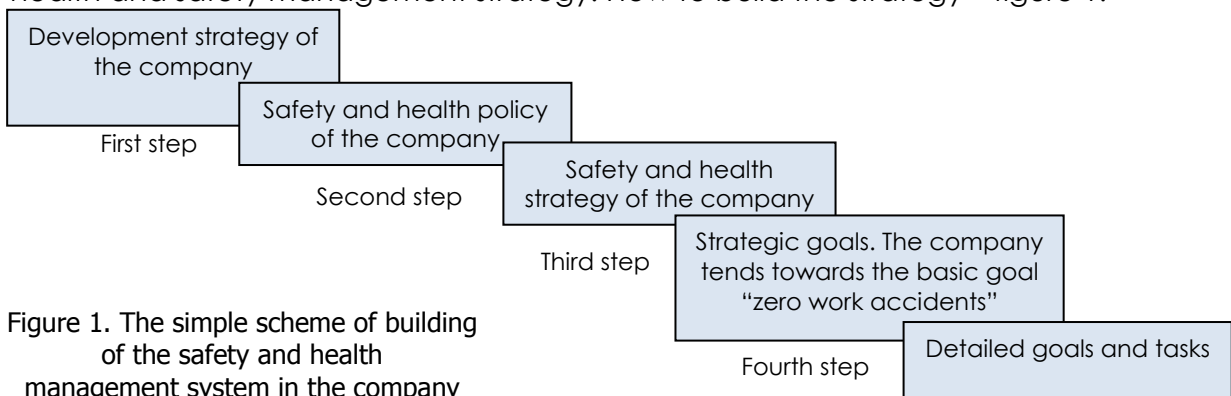 health and safety management strategy. How to build the strategy – figure 1.
Development strategy of
the company
First step
Safety and health policy
of the company
Second step
Safety and health
strategy of the company
Third step
Strategic goals. The company
tends towards the basic goal
“zero work accidents”
Fourth step
Detailed goals and tasks
Figure 1. The simple scheme of building
of the safety and health
management system in the company